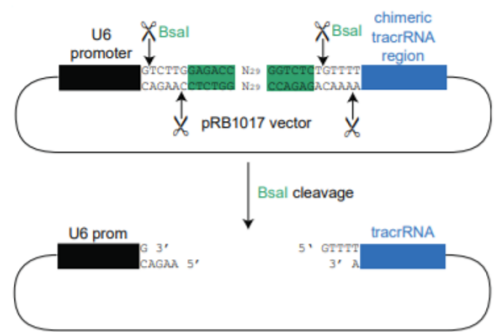 U6
promoter
BsaI
BsaI
chimeric
tracrRNA
region
GTCTTGGAGACC N29 GGTCTCTGTTTT
CAGAACCTCTGG N29 CCAGAGACAAAA
pRB1017 vector
BsaI cleavage
U6 prom
tracrRNA
G 3' 5' GTTTT
CAGAA 5' 3' A